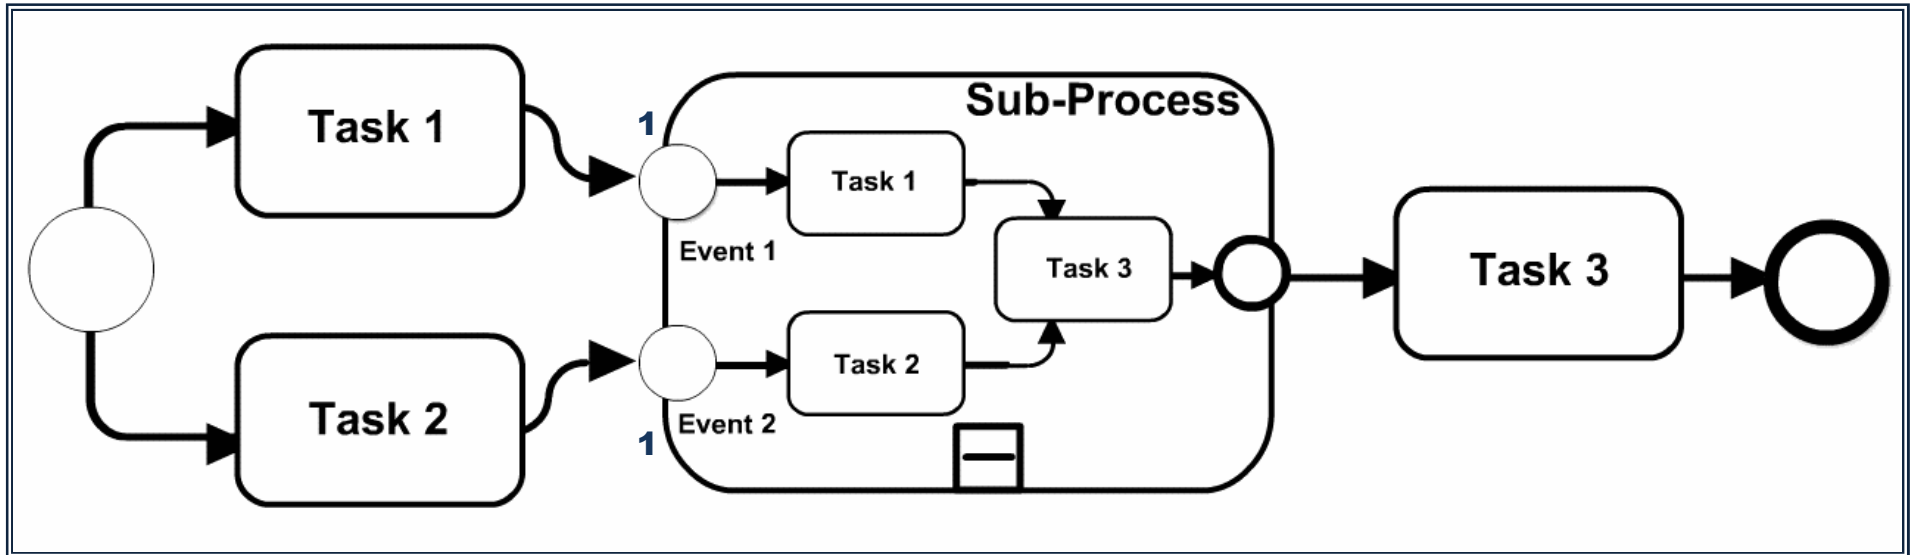 Task 1
Task 2
1
Sub-Process
Task 1
Event 1
Task 3
Task 2
Event 2
1
Task 3